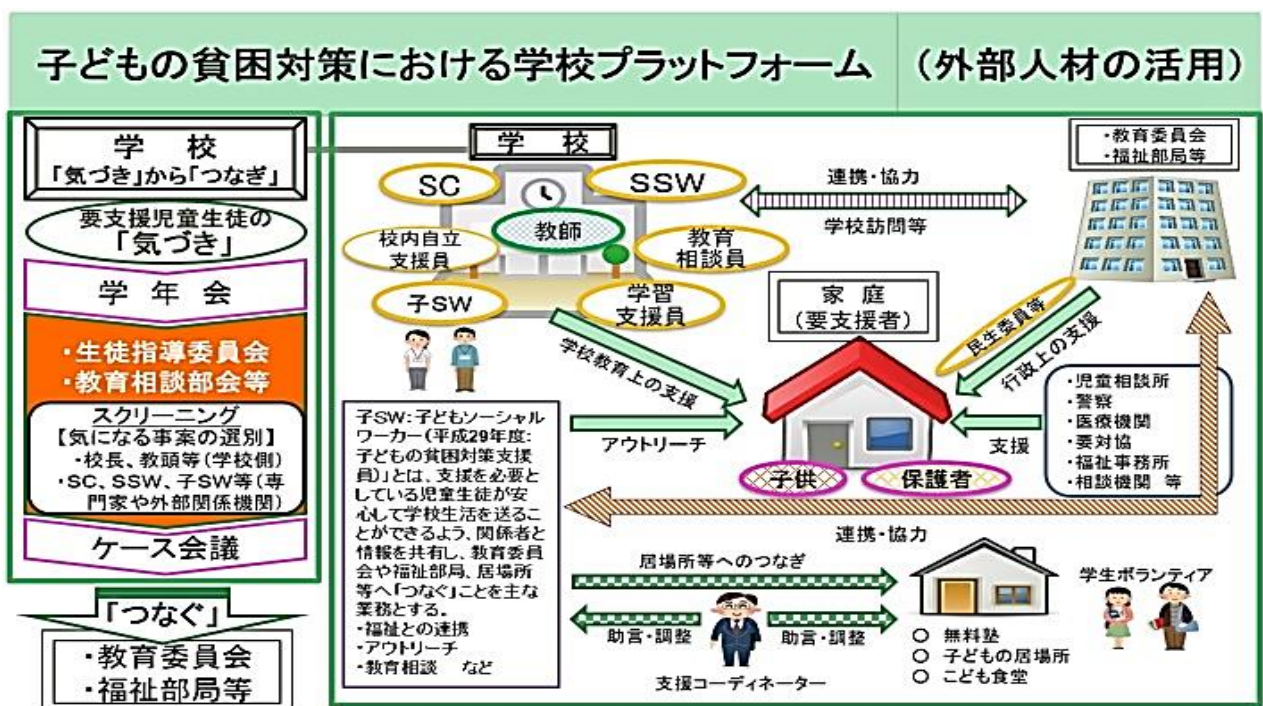 子どもの貧困対策における学校プラットフォーム （外部人材の活用）
学 校
「気づき」から「つなぎ」
要支援児童生徒の
「気づき」
学 年 会
・生徒指導委員会
・教育相談部会等
スクリーニング
【気になる事案の選別】
・校長、教頭等（学校側）
・SC、SSW、子SW等（専
門家や外部関係機関）
ケース会議
「つなぐ」
・教育委員会
・福祉部局等
学 校
SC
SSW
教師
校内自立
支援員
教育
相談員
子SW
学習
支援員
連携・協力
学校訪問等
・教育委員会
・福祉部局等
家 庭
（要支援者）
民生委員等
行政上の支援
学校教育上の支援
アウトリーチ
支援
・児童相談所
・警察
・医療機関
・要対協
・福祉事務所
・相談機関 等
子供
保護者
子SW：子どもソーシャル
ワーカー（平成29年度：
子どもの貧困対策支援
員）」とは、支援を必要と
している児童生徒が安
心して学校生活を送るこ
とができるよう、関係者と
情報を共有し、教育委員
会や福祉部局、居場所
等へ「つなぐ」ことを主な
業務とする。
・福祉との連携
・アウトリーチ
・教育相談 など
連携・協力
居場所等へのつなぎ
助言・調整
助言・調整
支援コーディネーター
学生ボランティア
○ 無料塾
○ 子どもの居場所
○ こども食堂